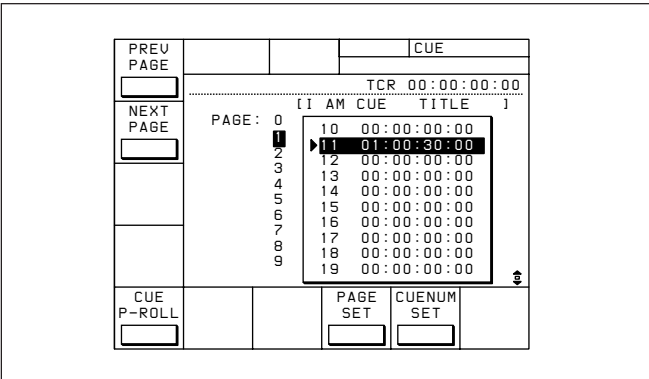 PREV PAGE
CUE
TCR 00:00:00:00
NEXT PAGE
[I AM CUE TITLE ]
PAGE: 0
1
2
3
4
5
6
7
8
9
10 00:00:00:00
11 01:00:30:00
12 00:00:00:00
13 00:00:00:00
14 00:00:00:00
15 00:00:00:00
16 00:00:00:00
17 00:00:00:00
18 00:00:00:00
19 00:00:00:00
CUE P-ROLL
PAGE SET
CUENUM SET